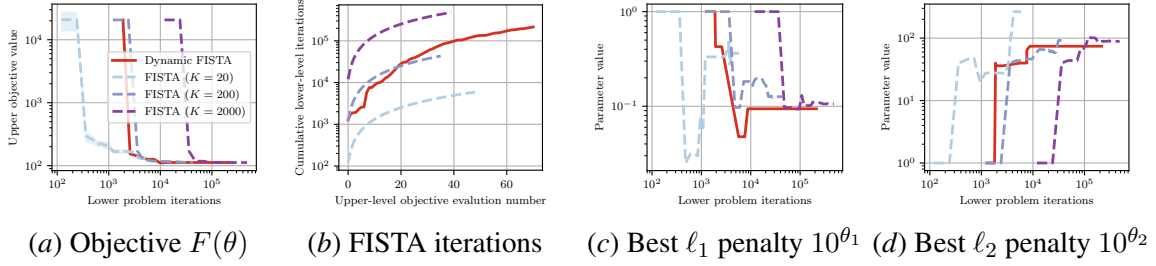 Upper objective value
10^4
10^3
10^2
Dynamic FISTA
FISTA (K = 20)
FISTA (K = 200)
FISTA (K = 2000)
10^2 10^3 10^4 10^5
Lower problem iterations
(a) Objective F(θ)
Cumulative lower-level iterations
10^5
10^4
10^3
10^2
0 20 40 60
Upper-level objective evalution number
(b) FISTA iterations
Parameter value
10^0
10^−1
10^2 10^3 10^4 10^5
Lower problem iterations
(c) Best ℓ_1 penalty 10^{θ_1}
Parameter value
10^2
10^1
10^0
10^2 10^3 10^4 10^5
Lower problem iterations
(d) Best ℓ_2 penalty 10^{θ_2}